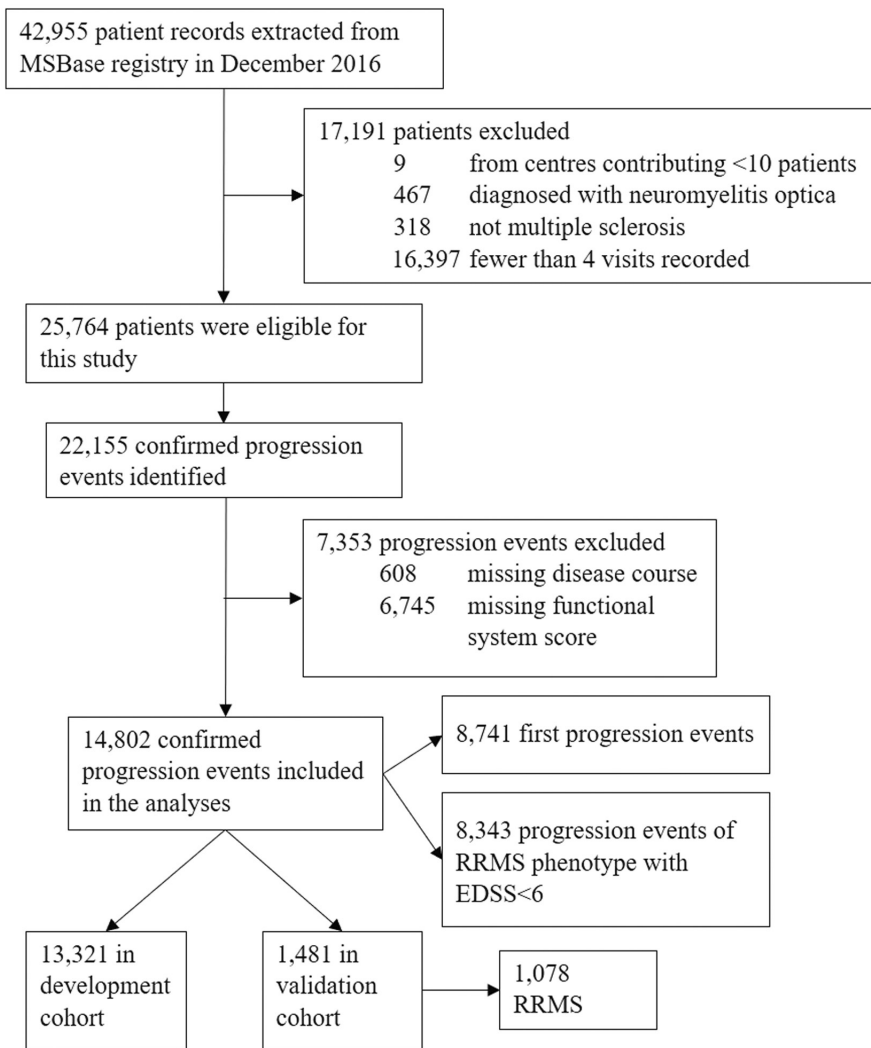 42,955 patient records extracted from
MSBase registry in December 2016
17,191 patients excluded
9 from centres contributing <10 patients
467 diagnosed with neuromyelitis optica
318 not multiple sclerosis
16,397 fewer than 4 visits recorded
25,764 patients were eligible for
this study
22,155 confirmed progression
events identified
7,353 progression events excluded
608 missing disease course
6,745 missing functional
system score
14,802 confirmed
progression events included
in the analyses
8,741 first progression events
8,343 progression events of
RRMS phenotype with
EDSS<6
13,321 in
development
cohort
1,481 in
validation
cohort
1,078
RRMS